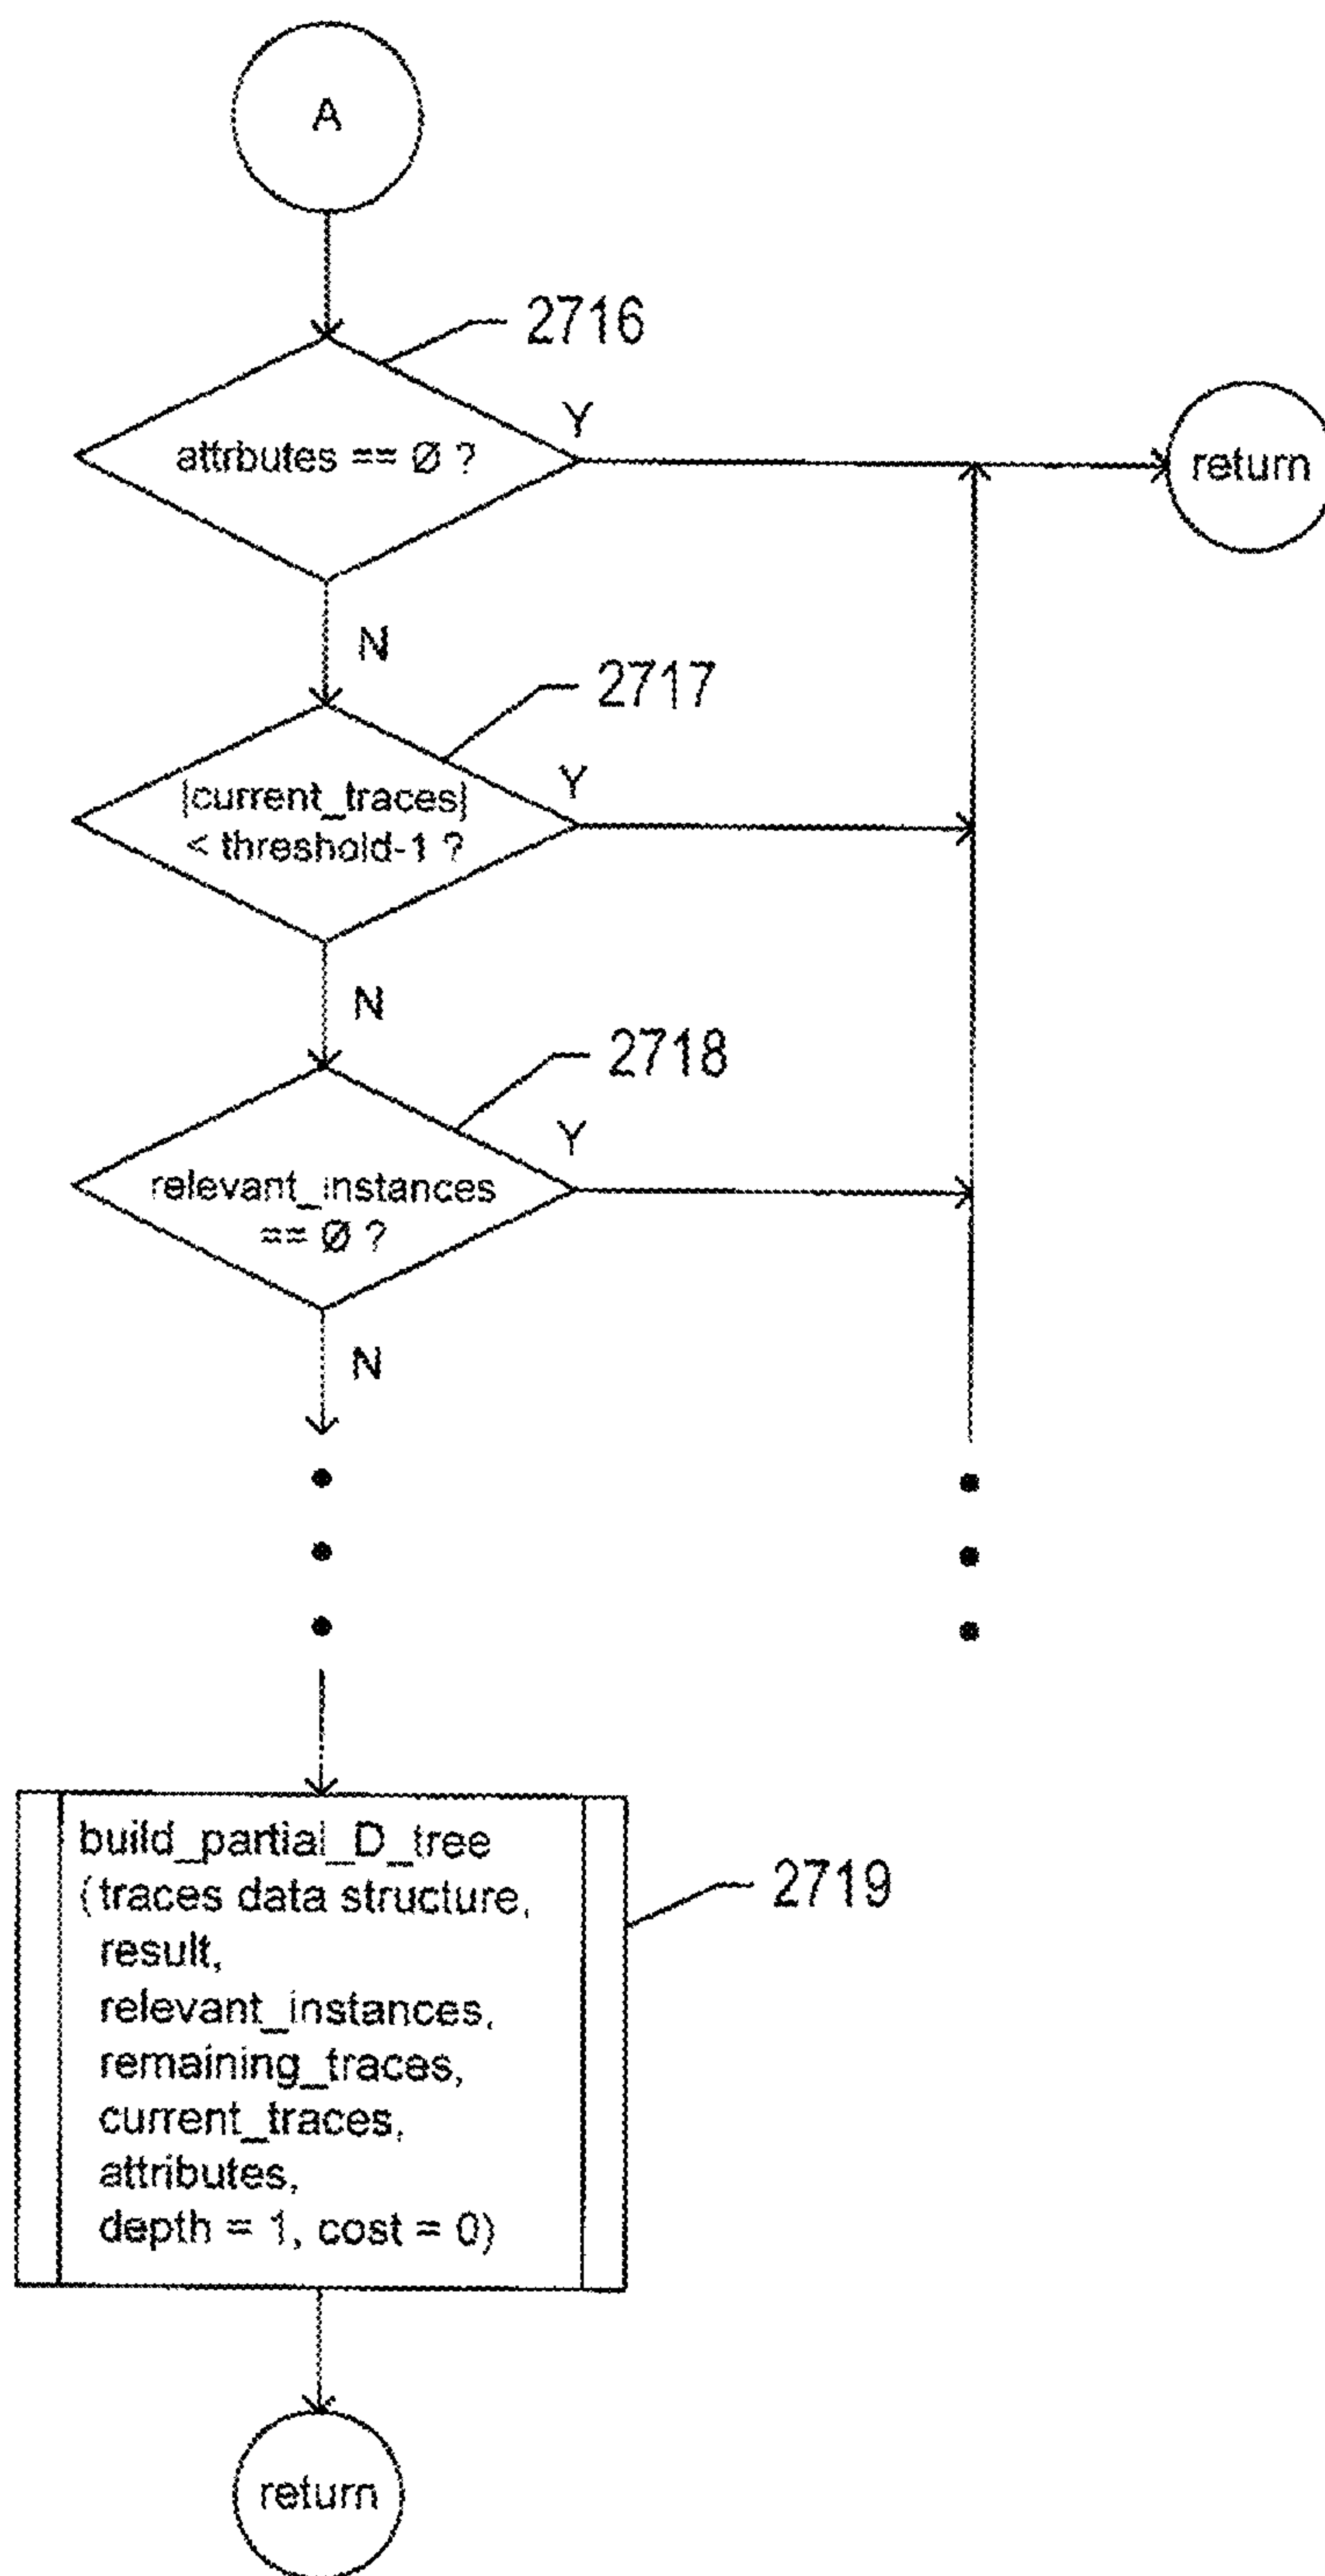 A
2716
Y
attrbutes == Ø ?
return
N
2717
Y
|current_traces|
< threshold-1 ?
N
2718
Y
relevant_instances
== Ø ?
N
build_partial_D_tree
(traces data structure,
result,
relevant_instances,
remaining_traces,
current_traces,
attributes,
depth = 1, cost = 0)
2719
return